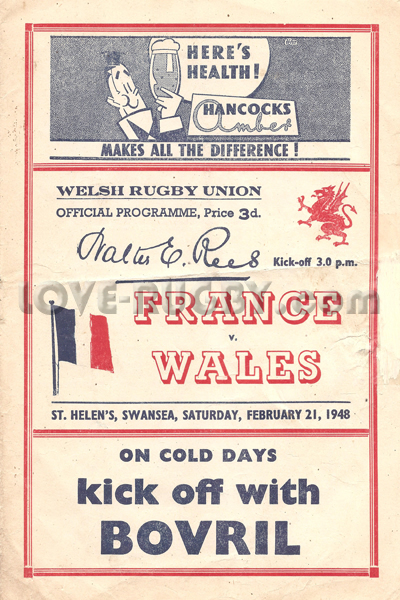 HERE'S
HEALTH!
HANCOCKS
Amber
MAKES ALL THE DIFFERENCE!
WELSH RUGBY UNION
OFFICIAL PROGRAMME, Price 3d.
Walter E. Rees
Kick-off 3.0 p.m.
LOVE-RUGBY.com
FRANCE
v.
WALES
ST. HELEN'S, SWANSEA, SATURDAY, FEBRUARY 21, 1948
ON COLD DAYS
kick off with
BOVRIL